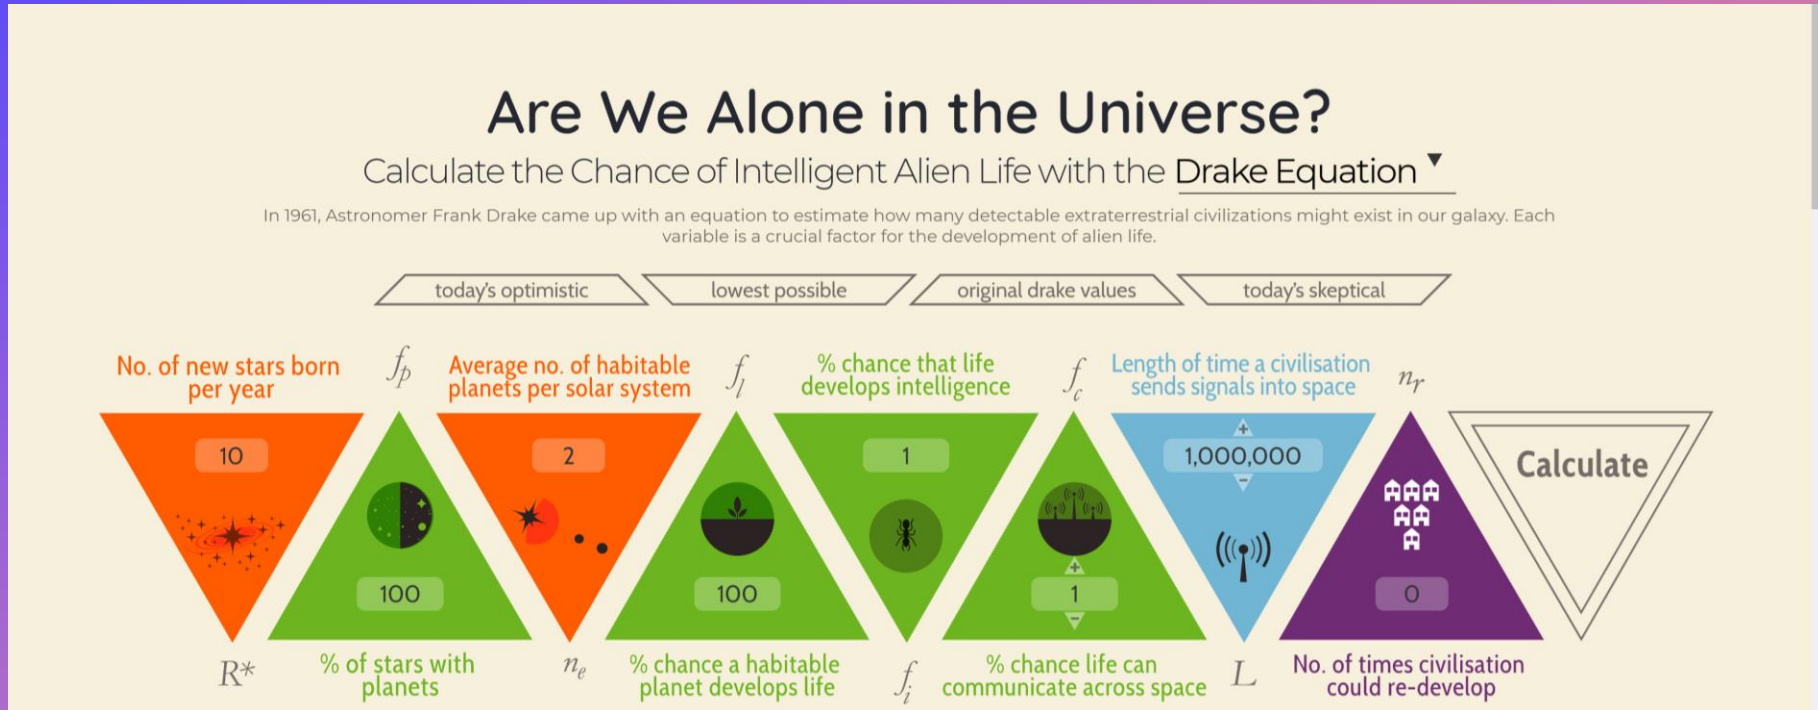 Are We Alone in the Universe?
Calculate the Chance of Intelligent Alien Life with the Drake Equation ▼
In 1961, Astronomer Frank Drake came up with an equation to estimate how many detectable extraterrestrial civilizations might exist in our galaxy. Each
variable is a crucial factor for the development of alien life.
today's optimistic
lowest possible
original drake values
today's skeptical
No. of new stars born
per year
10
R*
fp
100
% of stars with
planets
Average no. of habitable
planets per solar system
2
ne
fl
100
% chance a habitable
planet develops life
% chance that life
develops intelligence
1
fi
fc
+
1
−
% chance life can
communicate across space
Length of time a civilisation
sends signals into space
+
1,000,000
−
L
nr
0
No. of times civilisation
could re-develop
Calculate